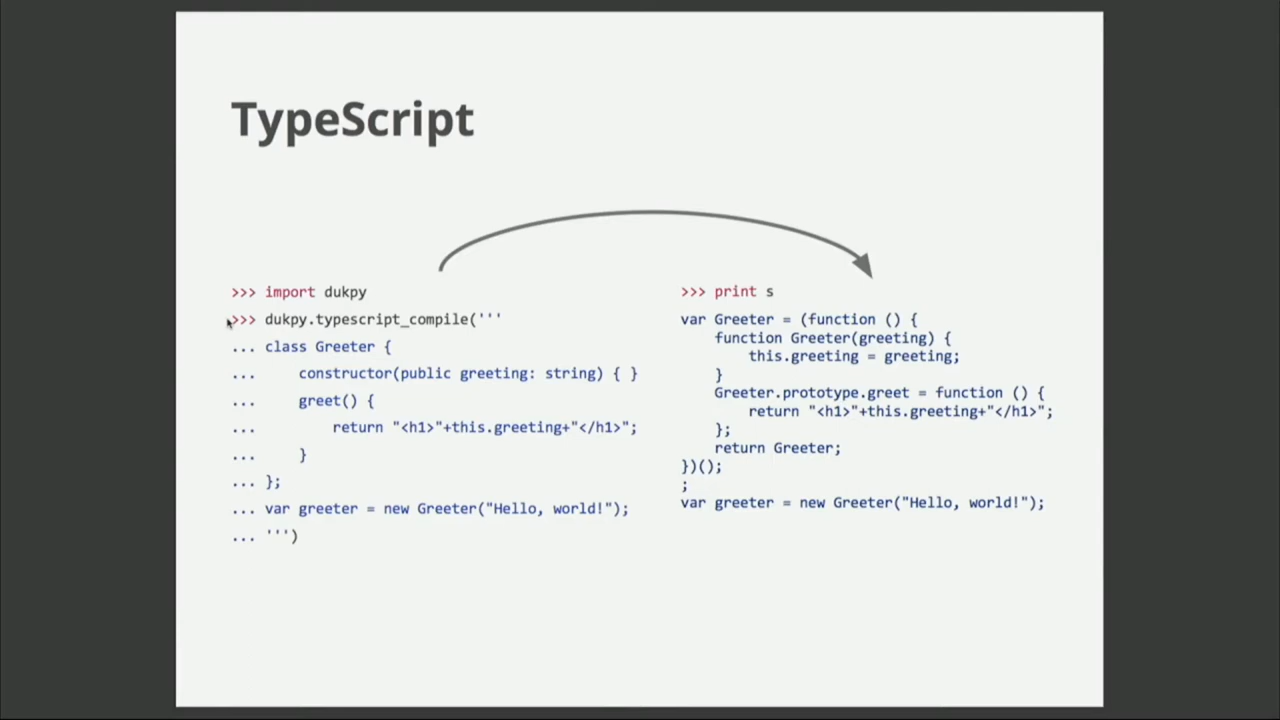 TypeScript
>>> import dukpy
>>> dukpy.typescript_compile('''
... class Greeter {
...     constructor(public greeting: string) { }
...     greet() {
...         return "<h1>"+this.greeting+"</h1>";
...     }
... };
... var greeter = new Greeter("Hello, world!");
... ''')
>>> print s
var Greeter = (function () {
    function Greeter(greeting) {
        this.greeting = greeting;
    }
    Greeter.prototype.greet = function () {
        return "<h1>"+this.greeting+"</h1>";
    };
    return Greeter;
})();
;
var greeter = new Greeter("Hello, world!");